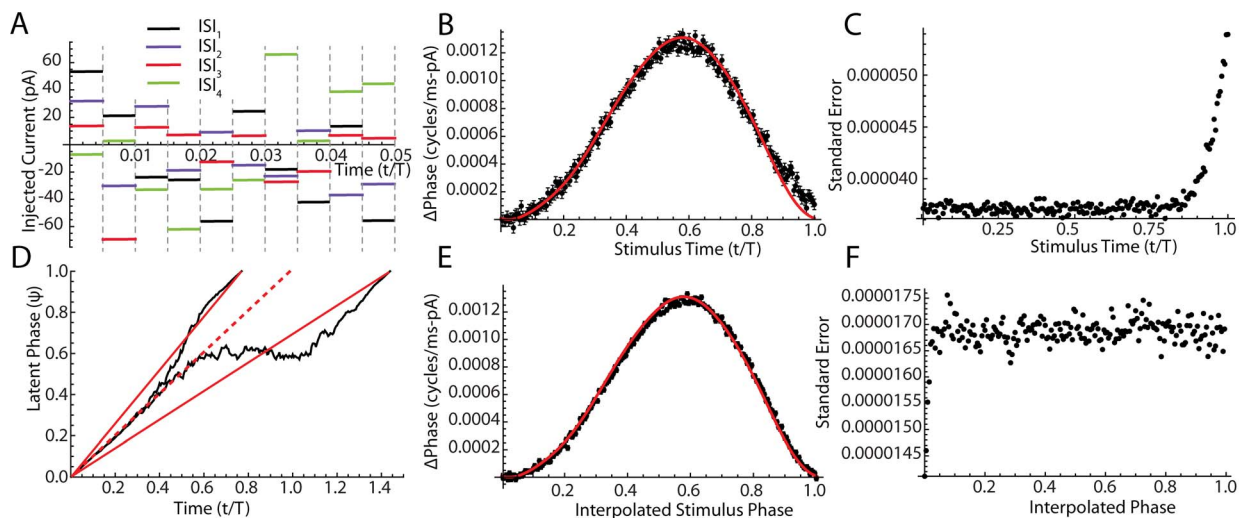 A
ISI1
ISI2
ISI3
ISI4
Injected Current (pA)
60
40
20
-20
-40
-60
0.01 0.02 0.03 0.04 0.05
Time (t/T)
B
ΔPhase (cycles/ms-pA)
0.0012
0.0010
0.0008
0.0006
0.0004
0.0002
0.2 0.4 0.6 0.8 1.0
Stimulus Time (t/T)
C
Standard Error
0.000050
0.000045
0.000040
0.25 0.50 0.75 1.0
Stimulus Time (t/T)
D
Latent Phase (ψ)
1.0
0.8
0.6
0.4
0.2
0.0
0.2 0.4 0.6 0.8 1.0 1.2 1.4
Time (t/T)
E
ΔPhase (cycles/ms-pA)
0.0012
0.0010
0.0008
0.0006
0.0004
0.0002
0.2 0.4 0.6 0.8 1.0
Interpolated Stimulus Phase
F
Standard Error
0.0000175
0.0000170
0.0000165
0.0000160
0.0000155
0.0000150
0.0000145
0.2 0.4 0.6 0.8 1.0
Interpolated Phase